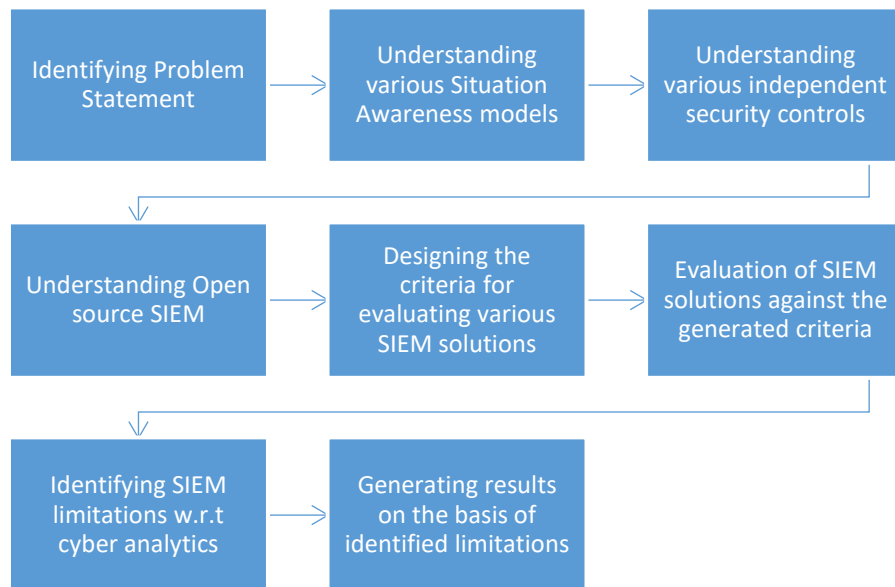 Identifying Problem
Statement
Understanding
various Situation
Awareness models
Understanding
various independent
security controls
Understanding Open
source SIEM
Designing the
criteria for
evaluating various
SIEM solutions
Evaluation of SIEM
solutions against the
generated criteria
Identifying SIEM
limitations w.r.t
cyber analytics
Generating results
on the basis of
identified limitations